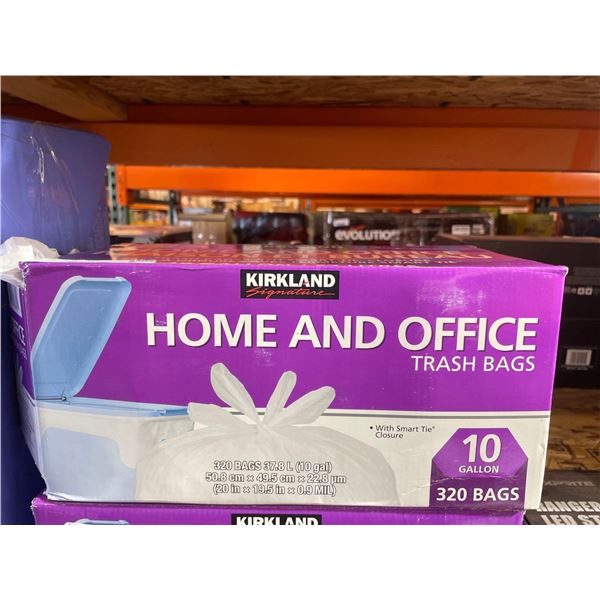 EVOLUTION
KIRKLAND
Signature
HOME AND OFFICE
TRASH BAGS
• With Smart Tie®
Closure
320 BAGS 37.8 L (10 gal)
50.8 cm × 49.5 cm × 22.8 µm
(20 in × 19.5 in × 0.9 MIL)
10
GALLON
320 BAGS
OFFICE
KIRKLAND